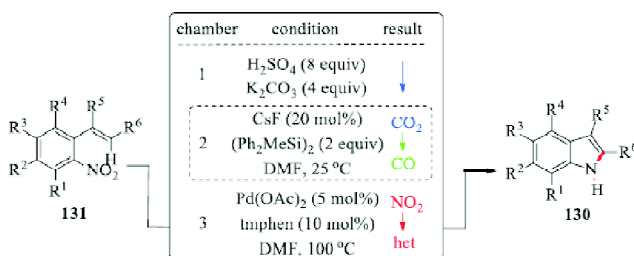 chamber condition result
1
H₂SO₄ (8 equiv)
K₂CO₃ (4 equiv)
2
CsF (20 mol%)
(Ph₂MeSi)₂ (2 equiv)
DMF, 25 °C
CO₂
CO
3
Pd(OAc)₂ (5 mol%)
tmphen (10 mol%)
DMF, 100 °C
NO₂
het
R⁴
R⁵
R³
R⁶
H
R²
NO₂
R¹
131
R⁴
R⁵
R³
R⁶
R²
N
H
R¹
130